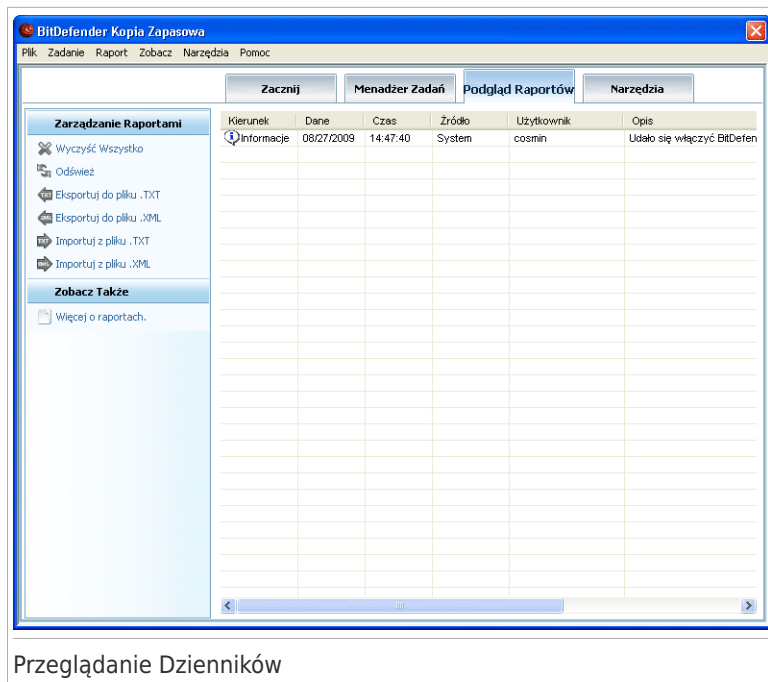 BitDefender Kopia Zapasowa
Plik Zadanie Raport Zobacz Narzędzia Pomoc
Zacznij Menadżer Zadań Podgląd Raportów Narzędzia
Zarządzanie Raportami
Wyczyść Wszystko
Odśwież
Eksportuj do pliku .TXT
Eksportuj do pliku .XML
Importuj z pliku .TXT
Importuj z pliku .XML
Zobacz Także
Więcej o raportach.
Kierunek Dane Czas Źródło Użytkownik Opis
Informacje 08/27/2009 14:47:40 System cosmin Udało się włączyć BitDefen
Przeglądanie Dzienników